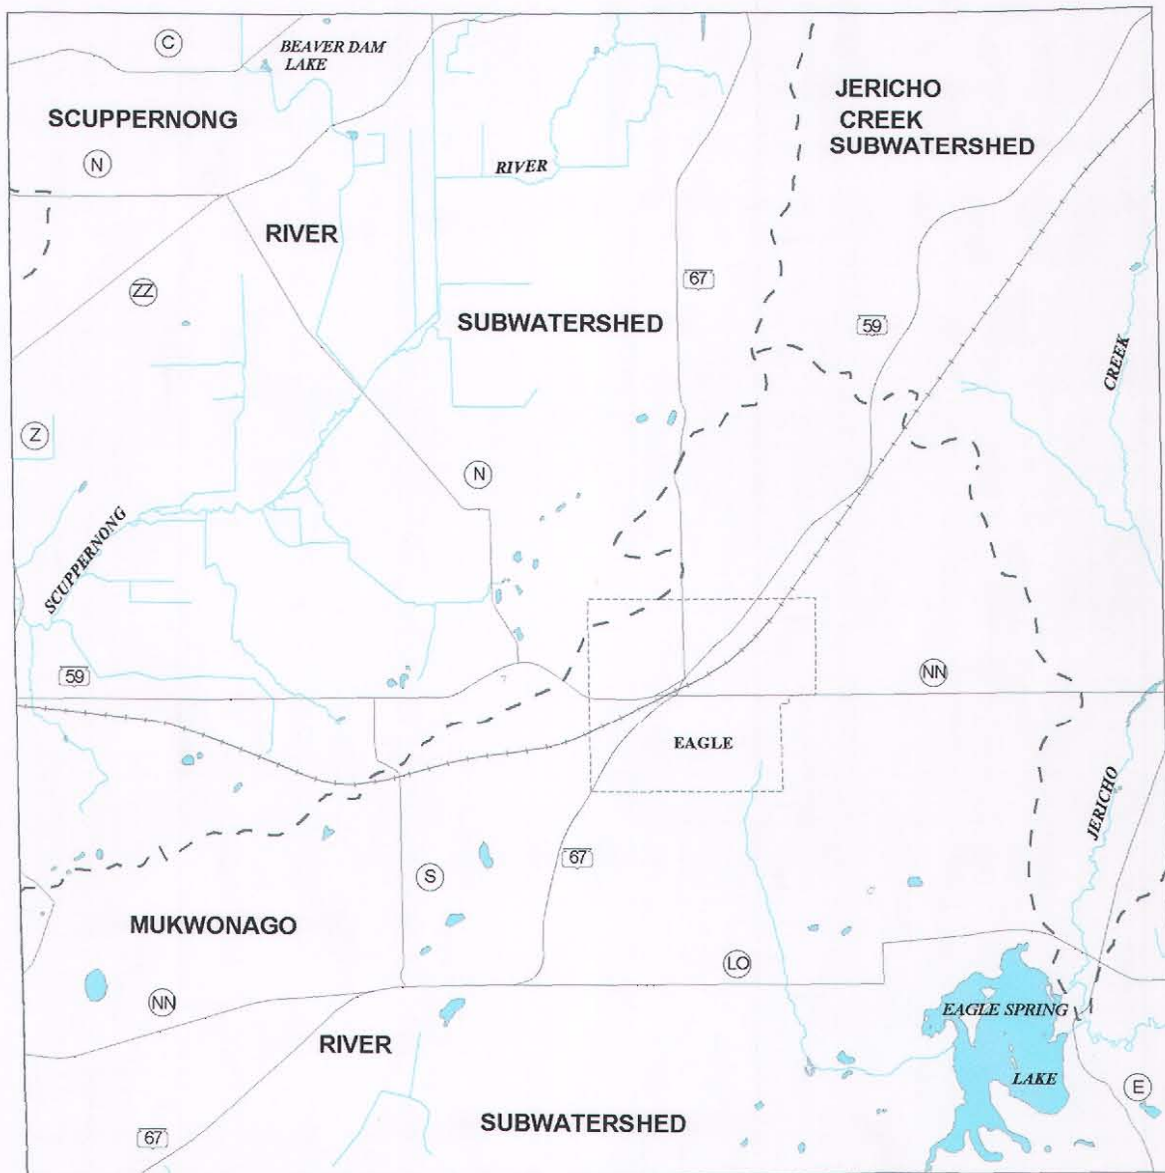 C
BEAVER DAM
LAKE
JERICHO
CREEK
SUBWATERSHED
SCUPPERNONG
N
RIVER
RIVER
67
ZZ
SUBWATERSHED
59
CREEK
Z
N
SCUPPERNONG
59
NN
EAGLE
JERICHO
67
S
MUKWONAGO
LO
NN
EAGLE SPRING
RIVER
LAKE
E
SUBWATERSHED
67